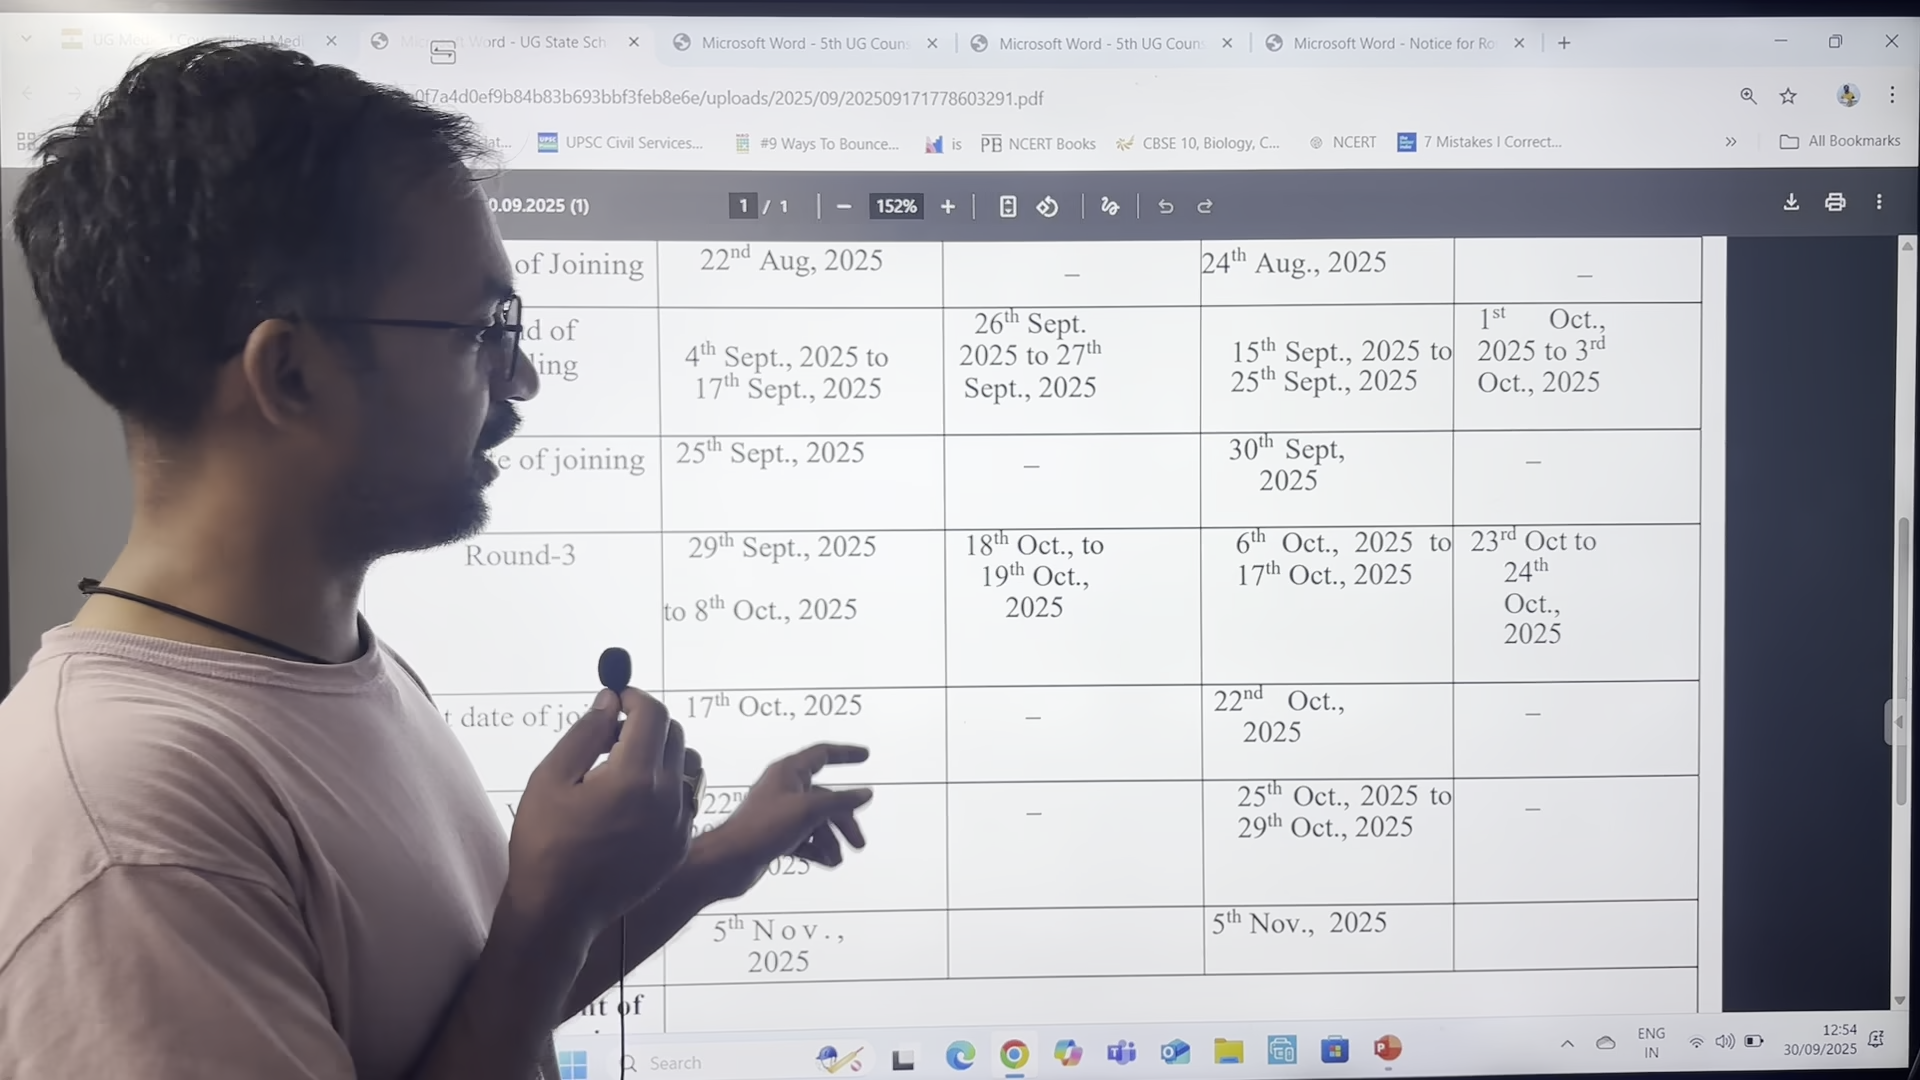 Word - UG State Sch
Microsoft Word - 5th UG Couns
Microsoft Word - 5th UG Coun
Microsoft Word - Notice for Ro
0f7a4d0ef9b84b83b693bbf3feb8e6e/uploads/2025/09/202509171778603291.pdf
at...
UPSC Civil Services...
#9 Ways To Bounce...
is
NCERT Books
CBSE 10, Biology, C...
NCERT
7 Mistakes I Correct...
All Bookmarks
0.09.2025 (1)
1 / 1
152%
of Joining
22nd Aug, 2025
–
24th Aug., 2025
–
d of
ing
4th Sept., 2025 to
17th Sept., 2025
26th Sept.
2025 to 27th
Sept., 2025
15th Sept., 2025 to
25th Sept., 2025
1st Oct.,
2025 to 3rd
Oct., 2025
e of joining
25th Sept., 2025
–
30th Sept,
2025
–
Round-3
29th Sept., 2025
to 8th Oct., 2025
18th Oct., to
19th Oct.,
2025
6th Oct., 2025 to
17th Oct., 2025
23rd Oct to
24th
Oct.,
2025
t date of jo
17th Oct., 2025
–
22nd Oct.,
2025
–
22n
025
–
25th Oct., 2025 to
29th Oct., 2025
–
5th Nov.,
2025
5th Nov., 2025
nt of
Search
ENG
IN
12:54
30/09/2025